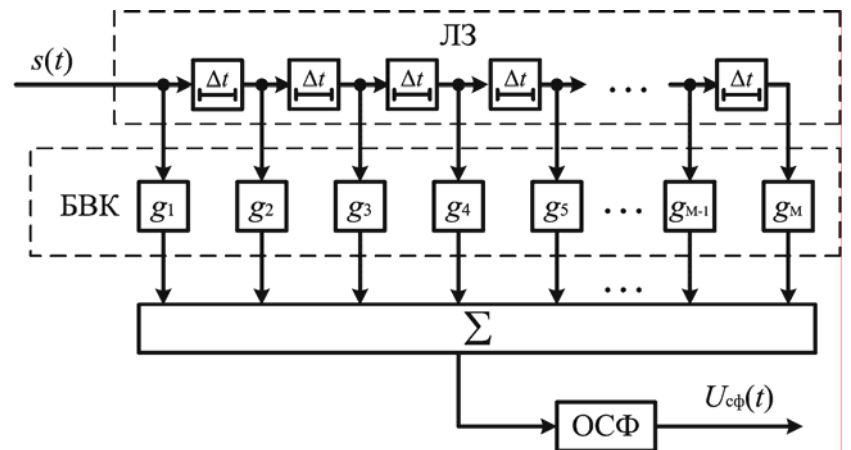 ЛЗ
s(t)
Δt Δt Δt Δt ... Δt
БВК g₁ g₂ g₃ g₄ g₅ ... gₘ₋₁ gₘ
...
Σ
ОСФ Uсф(t)